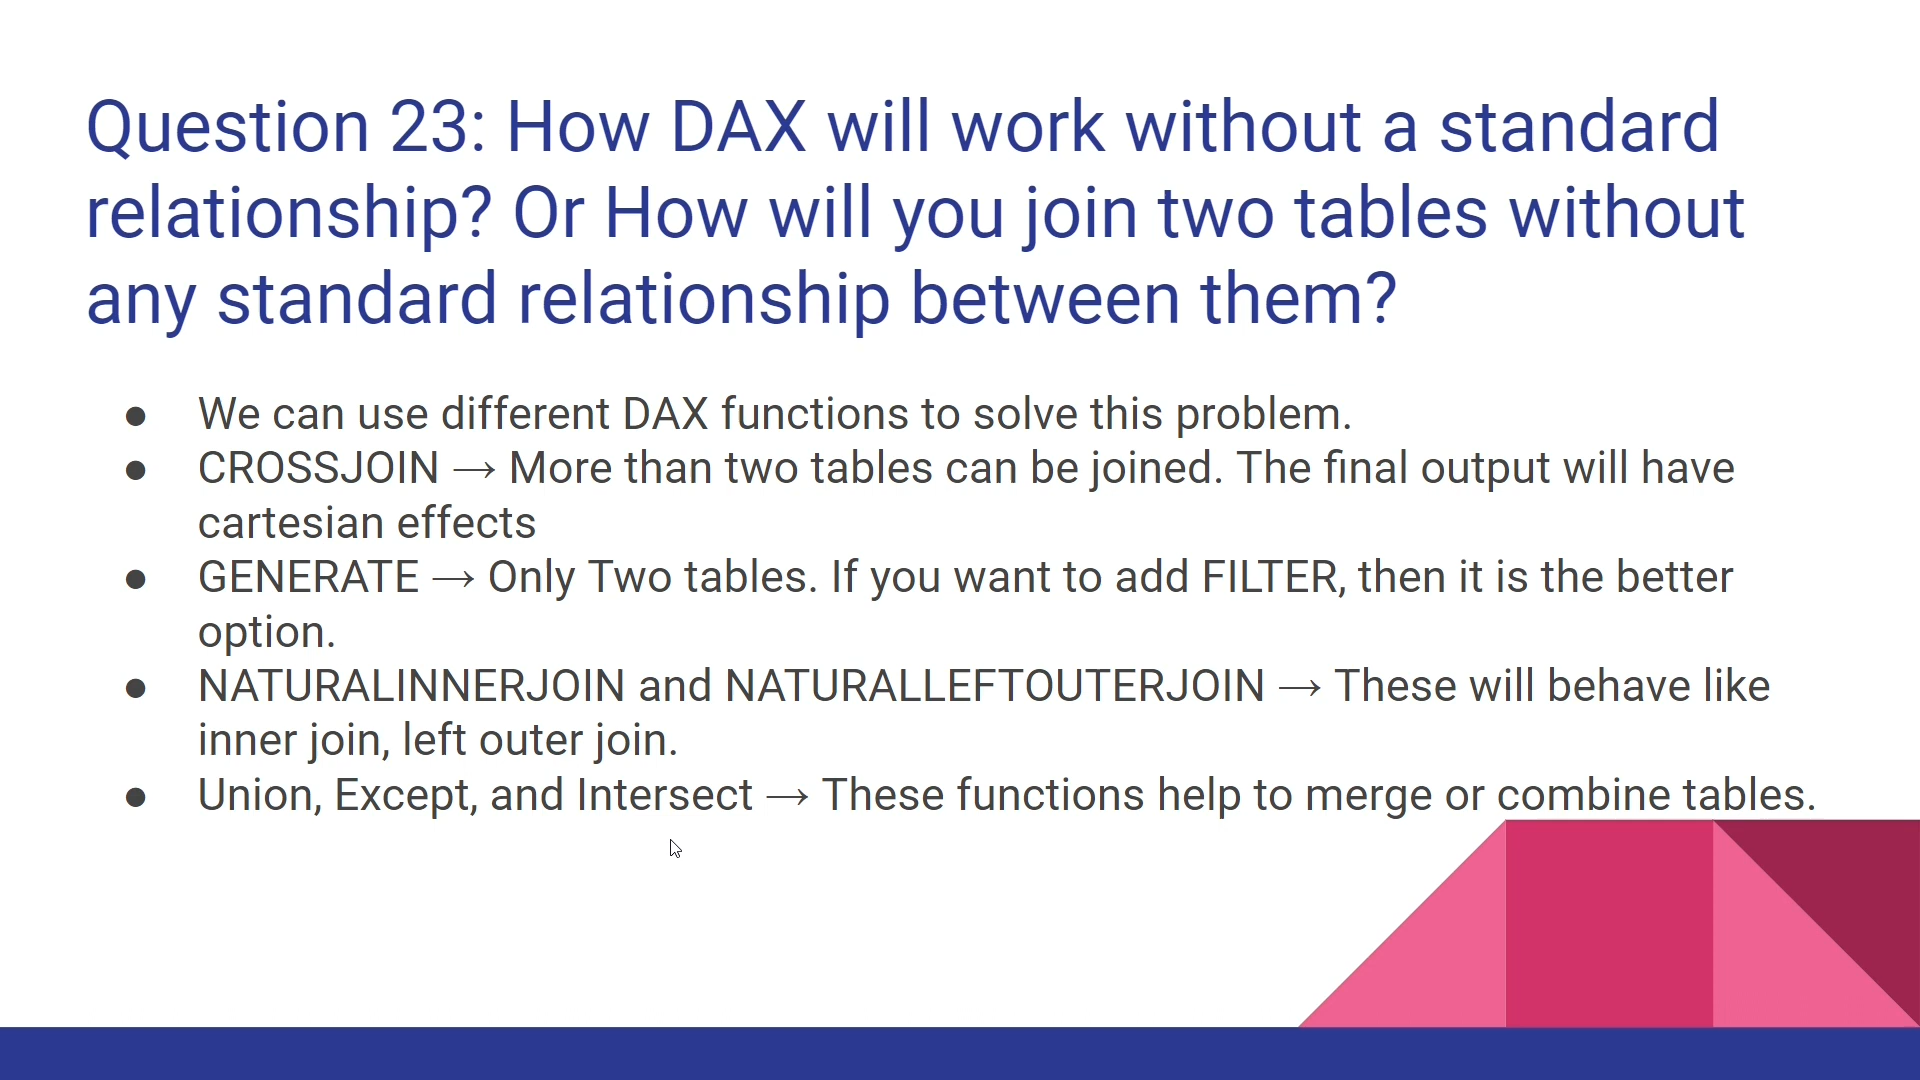 Question 23: How DAX will work without a standard
relationship? Or How will you join two tables without
any standard relationship between them?
● We can use different DAX functions to solve this problem.
● CROSSJOIN → More than two tables can be joined. The final output will have
cartesian effects
● GENERATE → Only Two tables. If you want to add FILTER, then it is the better
option.
● NATURALINNERJOIN and NATURALLEFTOUTERJOIN → These will behave like
inner join, left outer join.
● Union, Except, and Intersect → These functions help to merge or combine tables.